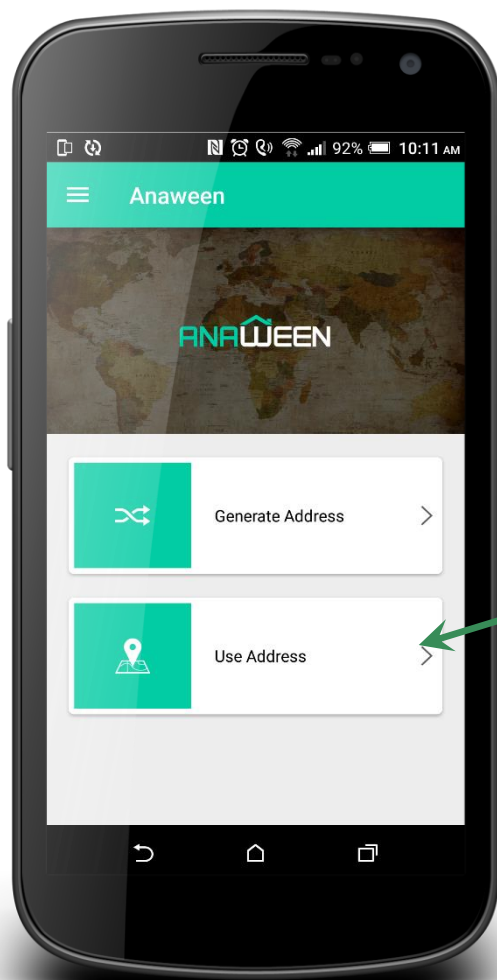 92% 10:11 AM
Anaween
ANAWEEN
Generate Address
Use Address